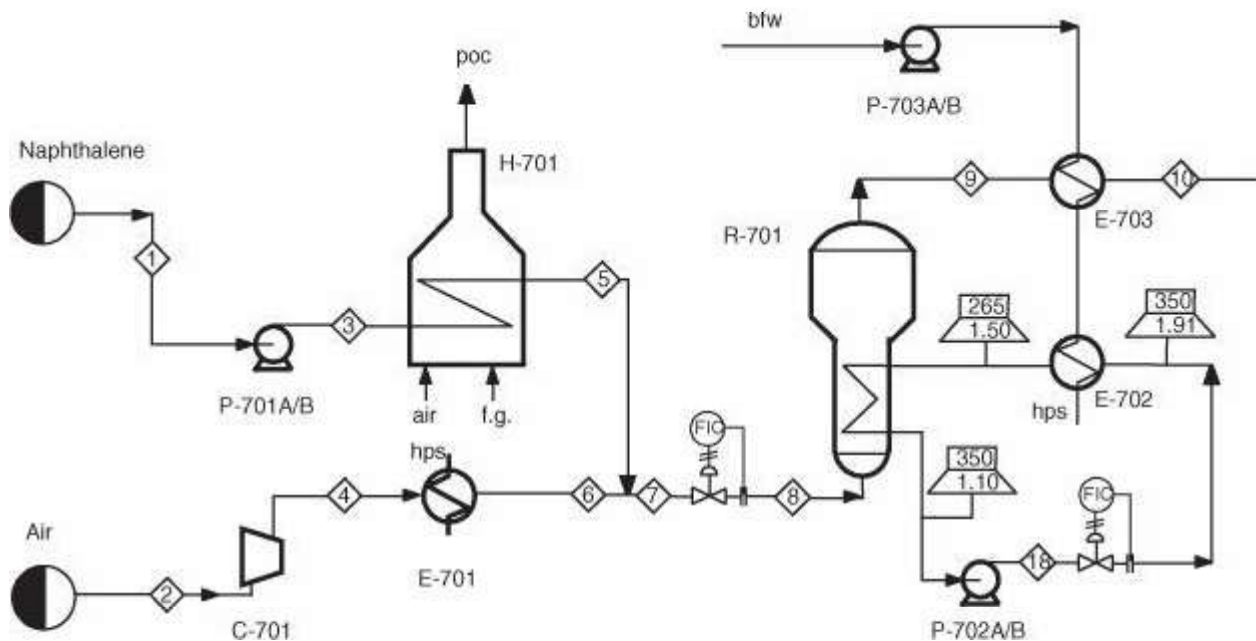 bfw
poc
P-703A/B
Naphthalene
H-701
9
10
E-703
R-701
1
5
265
1.50
350
1.91
3
P-701A/B
air
f.g.
hps
E-702
FIC
hps
350
1.10
4
6
7
8
FIC
Air
E-701
18
2
C-701
P-702A/B